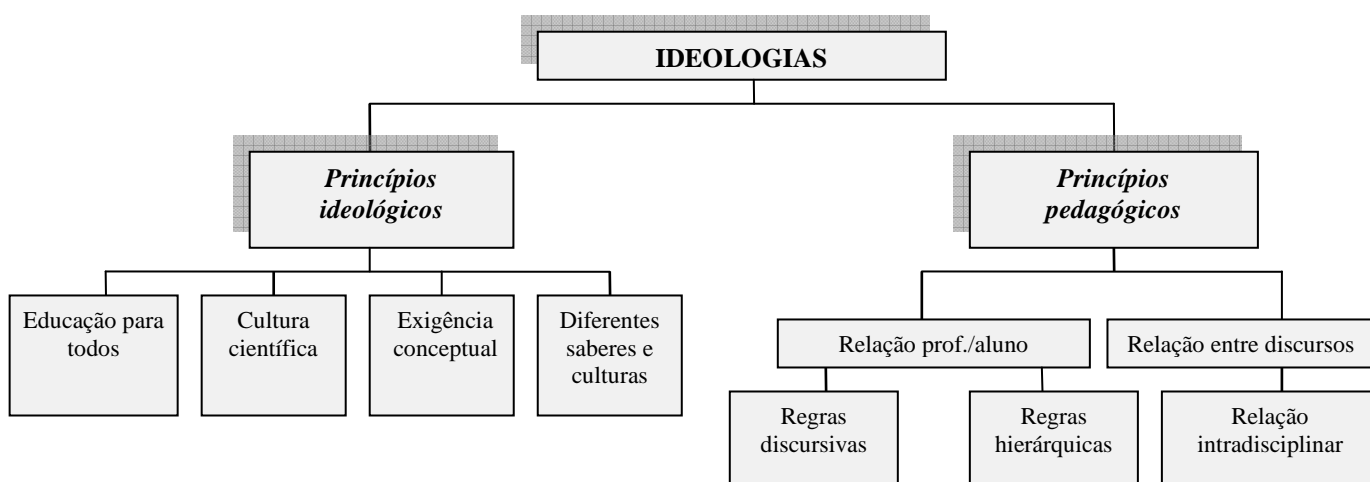 IDEOLOGIAS
Princípios
ideológicos
Princípios
pedagógicos
Educação para
todos
Cultura
científica
Exigência
conceptual
Diferentes
saberes e
culturas
Relação prof./aluno
Relação entre discursos
Regras
discursivas
Regras
hierárquicas
Relação
intradisciplinar